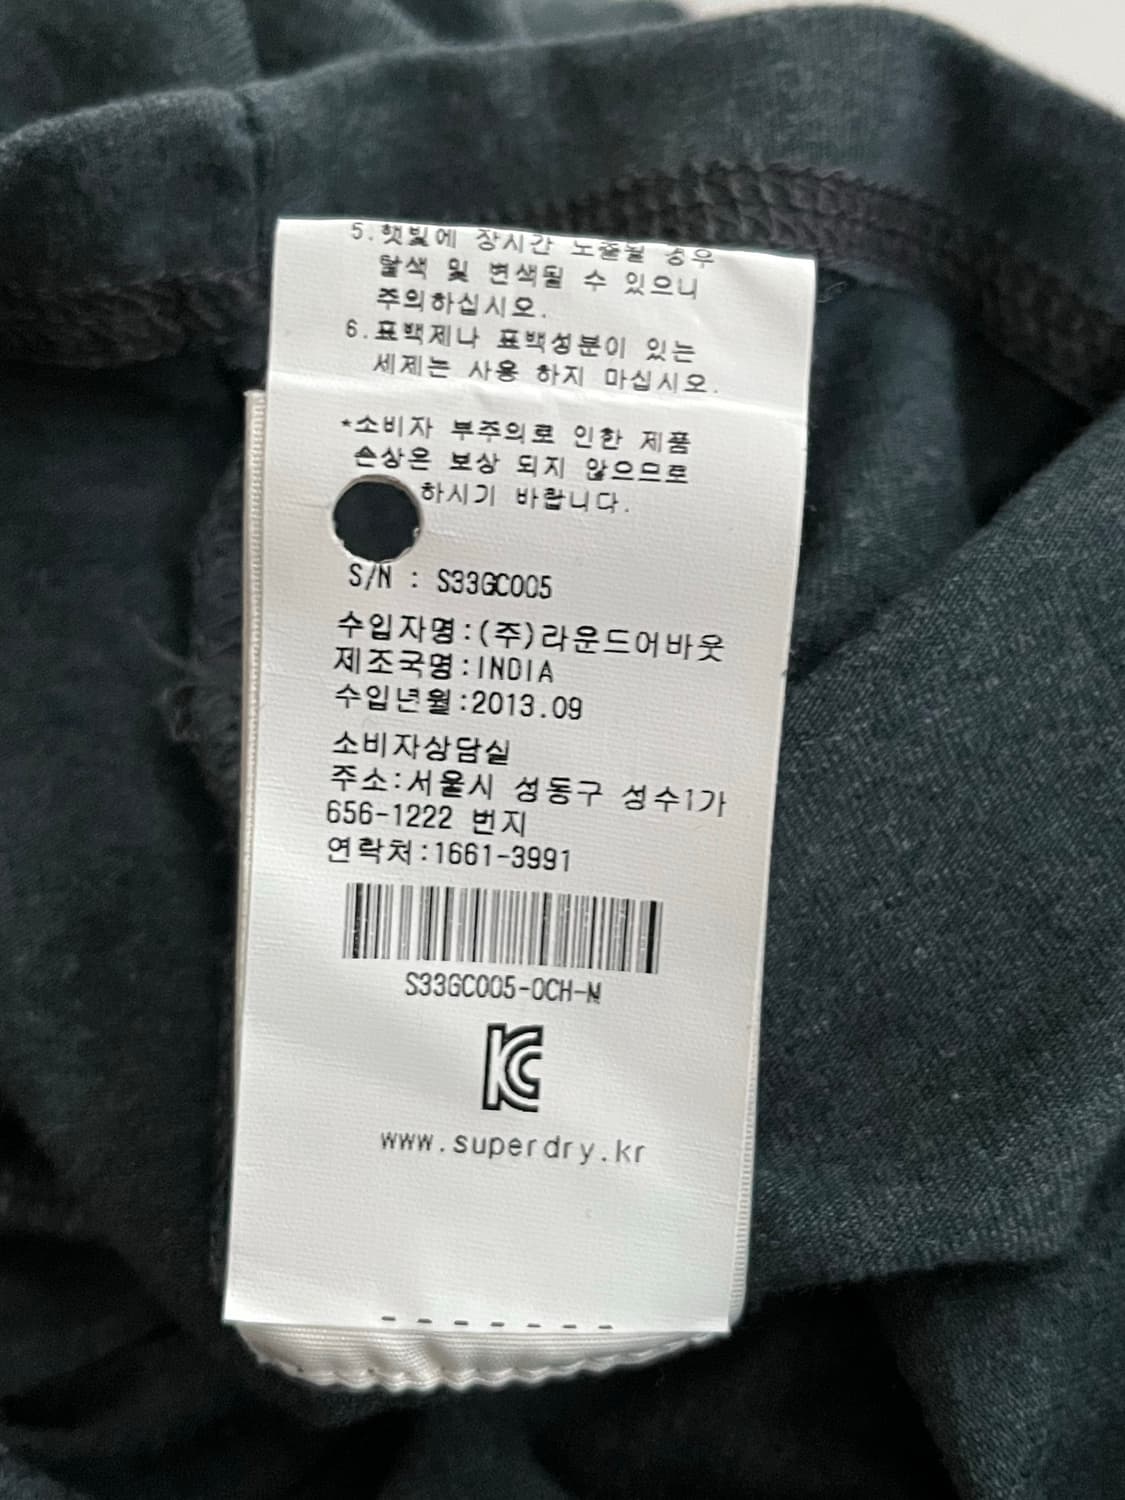 5.햇빛에 장시간 노출될 경우
탈색 및 변색될 수 있으니
주의하십시오.
6.표백제나 표백성분이 있는
세제는 사용 하지 마십시오.
*소비자 부주의로 인한 제품
손상은 보상 되지 않으므로
하시기 바랍니다.
S/N : S33GC005
수입자명:(주)라운드어바웃
제조국명:INDIA
수입년월:2013.09
소비자상담실
주소:서울시 성동구 성수1가
656-1222 번지
연락처:1661-3991
S33GC005-0CH-M
KC
www.superdry.kr